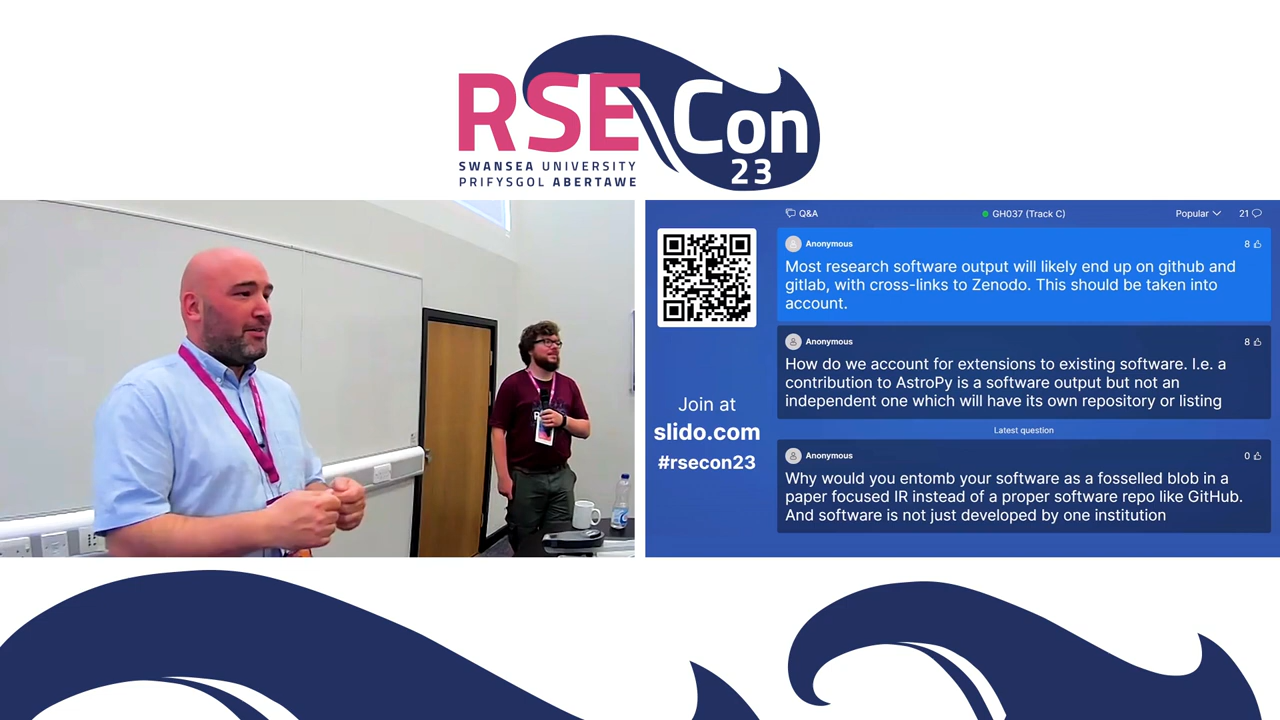 RSE Con
23
SWANSEA UNIVERSITY
PRIFYSGOL ABERTAWE
Q&A
GH037 (Track C)
Popular
21
Join at
slido.com
#rsecon23
Anonymous
8
Most research software output will likely end up on github and
gitlab, with cross-links to Zenodo. This should be taken into
account.
Anonymous
8
How do we account for extensions to existing software. I.e. a
contribution to AstroPy is a software output but not an
independent one which will have its own repository or listing
Latest question
Anonymous
0
Why would you entomb your software as a fosselled blob in a
paper focused IR instead of a proper software repo like GitHub.
And software is not just developed by one institution